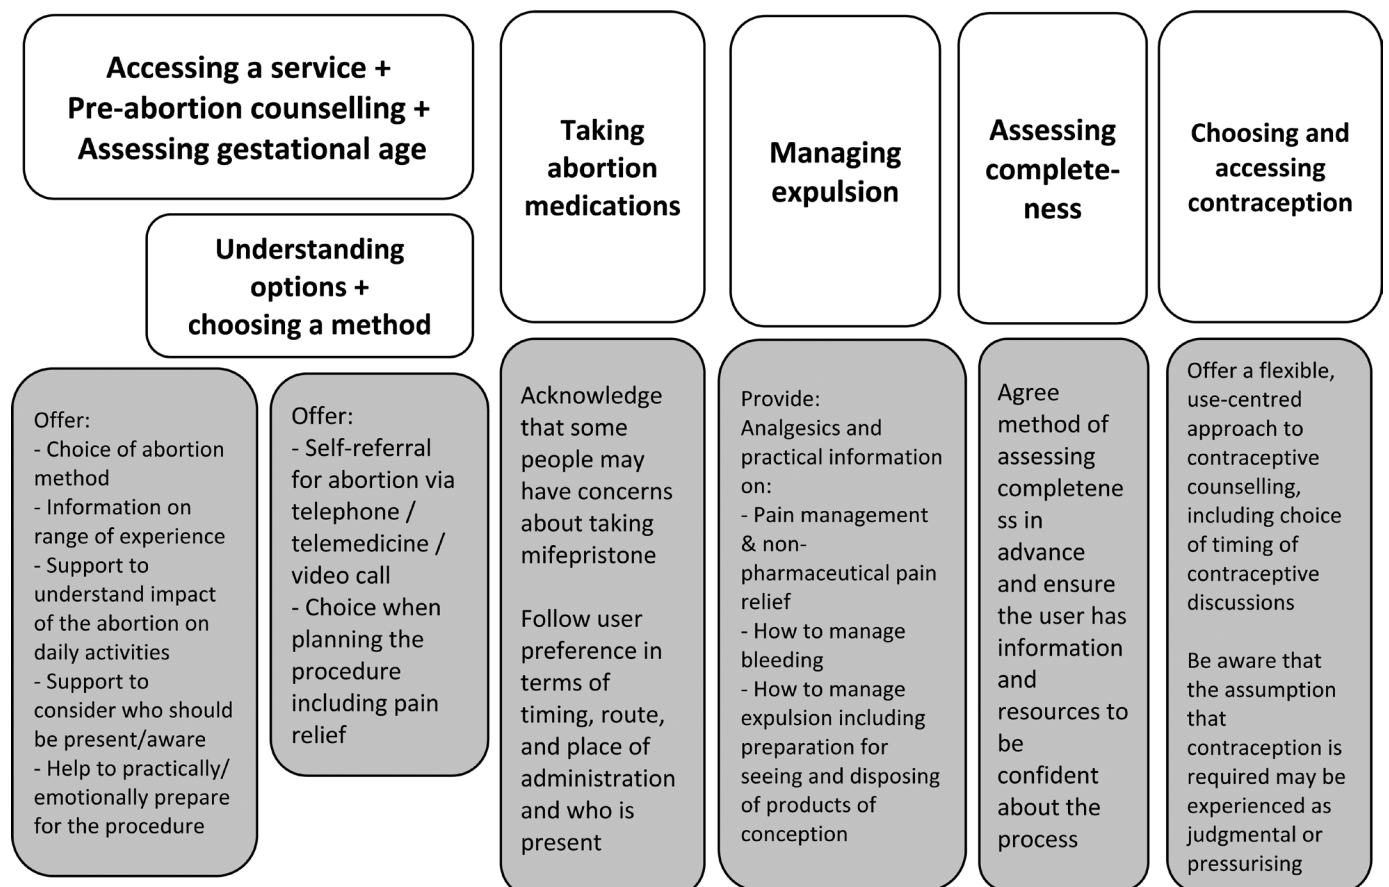 Accessing a service +
Pre-abortion counselling +
Assessing gestational age
Understanding
options +
choosing a method
Taking
abortion
medications
Managing
expulsion
Assessing
complete-
ness
Choosing and
accessing
contraception
Offer:
- Choice of abortion
method
- Information on
range of experience
- Support to
understand impact
of the abortion on
daily activities
- Support to
consider who should
be present/aware
- Help to practically/
emotionally prepare
for the procedure
Offer:
- Self-referral
for abortion via
telephone /
telemedicine /
video call
- Choice when
planning the
procedure
including pain
relief
Acknowledge
that some
people may
have concerns
about taking
mifepristone
Follow user
preference in
terms of
timing, route,
and place of
administration
and who is
present
Provide:
Analgesics and
practical information
on:
- Pain management
& non-
pharmaceutical pain
relief
- How to manage
bleeding
- How to manage
expulsion including
preparation for
seeing and disposing
of products of
conception
Agree
method of
assessing
completene
ss in
advance
and ensure
the user has
information
and
resources to
be
confident
about the
process
Offer a flexible,
use-centred
approach to
contraceptive
counselling,
including choice
of timing of
contraceptive
discussions
Be aware that
the assumption
that
contraception is
required may be
experienced as
judgmental or
pressurising